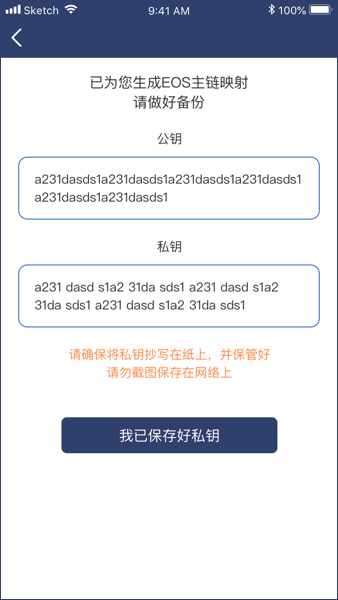 Sketch 9:41 AM 100%
已为您生成EOS主链映射
请做好备份
公钥
a231dasds1a231dasds1a231dasds1a231dasds1
a231dasds1a231dasds1
私钥
a231 dasd s1a2 31da sds1 a231 dasd s1a2
31da sds1 a231 dasd s1a2 31da sds1
请确保将私钥抄写在纸上，并保管好
请勿截图保存在网络上
我已保存好私钥